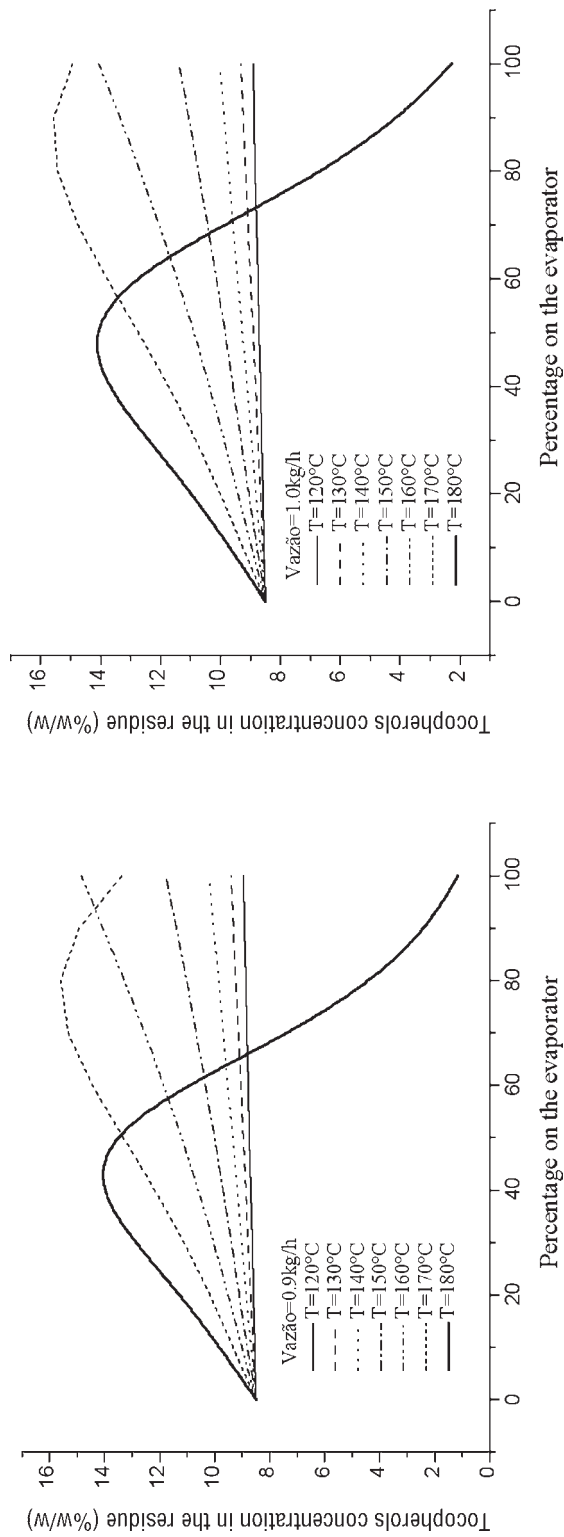 Tocopherols concentration in the residue (%w/w)
16
14
12
10
8
6
4
2
0
Vazão=0.9kg/h
T=120°C
T=130°C
T=140°C
T=150°C
T=160°C
T=170°C
T=180°C
0 20 40 60 80 100
Percentage on the evaporator
Tocopherols concentration in the residue (%w/w)
16
14
12
10
8
6
4
2
Vazão=1.0kg/h
T=120°C
T=130°C
T=140°C
T=150°C
T=160°C
T=170°C
T=180°C
0 20 40 60 80 100
Percentage on the evaporator